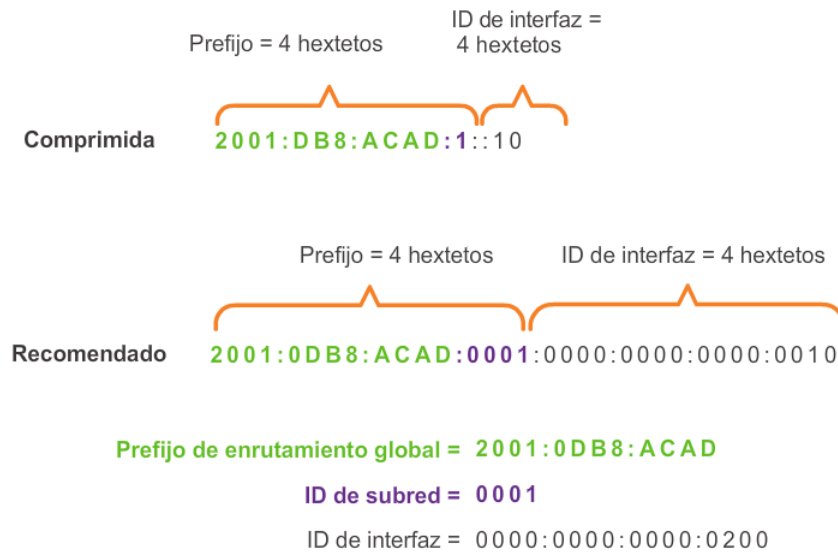 Prefijo = 4 hextetos
ID de interfaz =
4 hextetos
Comprimida
2001:DB8:ACAD:1::10
Prefijo = 4 hextetos
ID de interfaz = 4 hextetos
Recomendado
2001:0DB8:ACAD:0001:0000:0000:0000:0010
Prefijo de enrutamiento global = 2001:0DB8:ACAD
ID de subred = 0001
ID de interfaz = 0000:0000:0000:0200